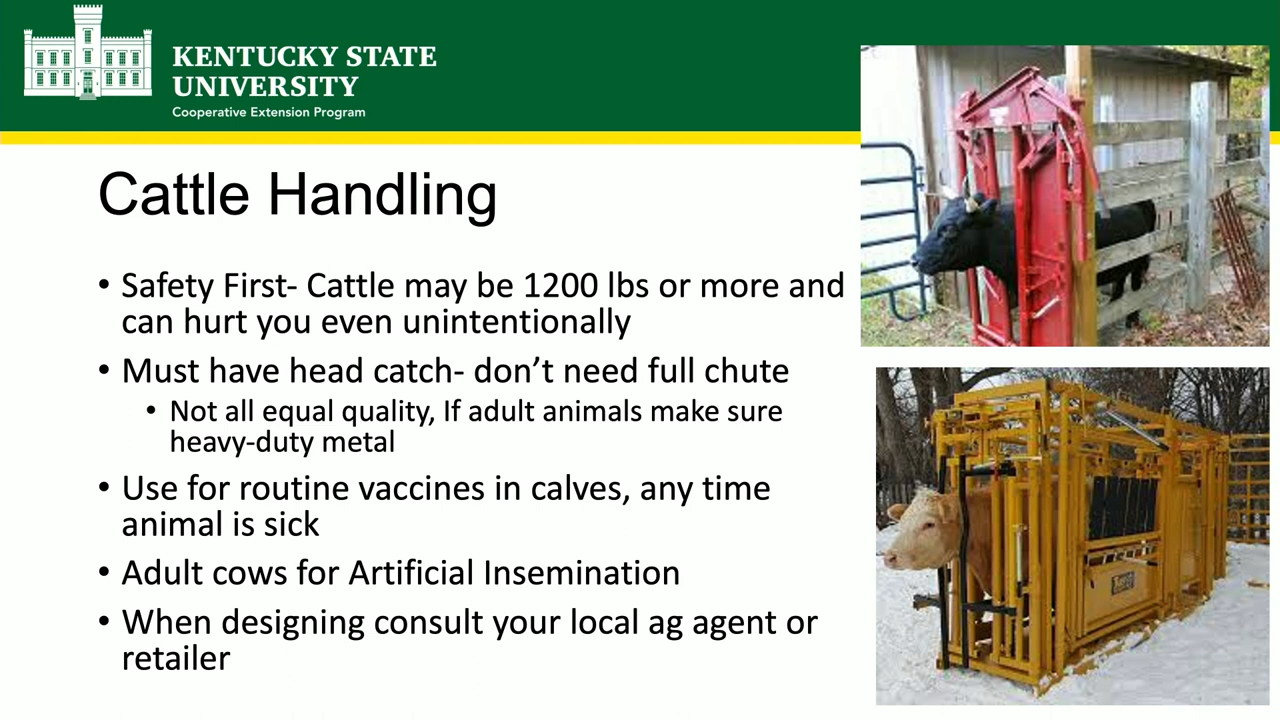 KENTUCKY STATE
UNIVERSITY
Cooperative Extension Program
Cattle Handling
• Safety First- Cattle may be 1200 lbs or more and
can hurt you even unintentionally
• Must have head catch- don’t need full chute
• Not all equal quality, If adult animals make sure
heavy-duty metal
• Use for routine vaccines in calves, any time
animal is sick
• Adult cows for Artificial Insemination
• When designing consult your local ag agent or
retailer